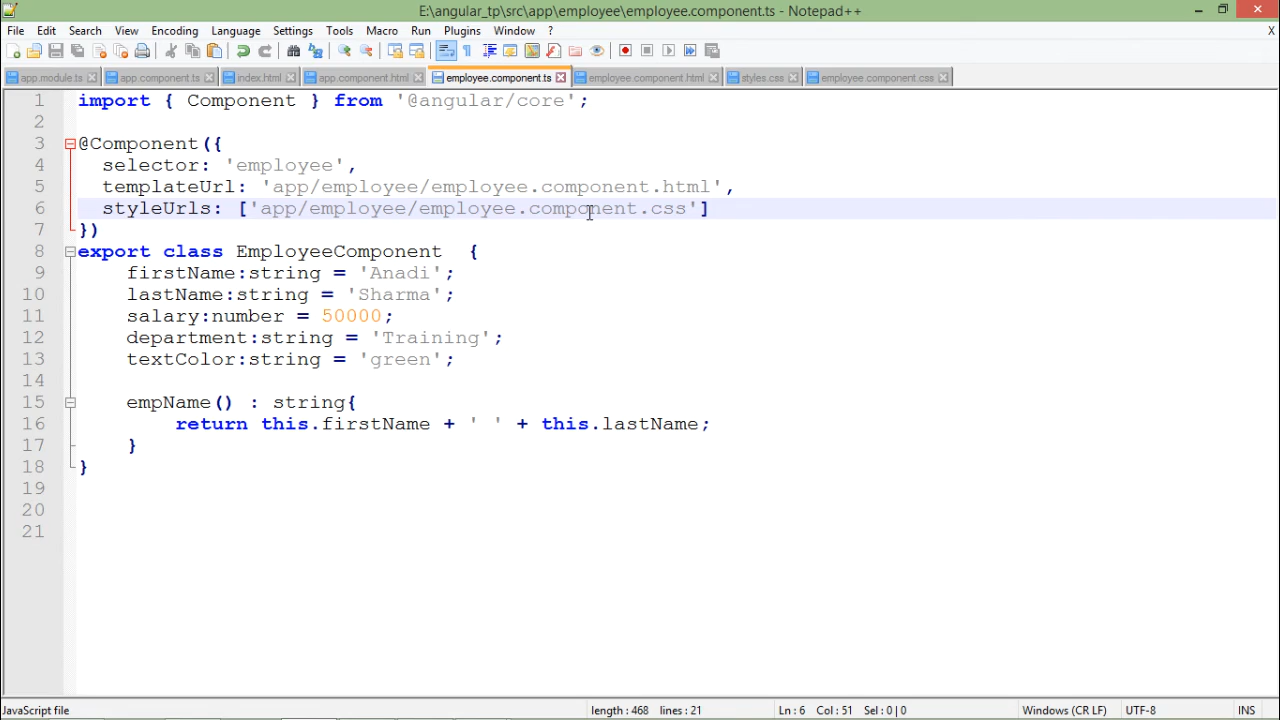 E:\angular_tp\src\app\employee\employee.component.ts - Notepad++
File Edit Search View Encoding Language Settings Tools Macro Run Plugins Window ? X
app.module.ts app.component.ts index.html app.component.html employee.component.ts employee.component.html styles.css employee.component.css
1 import { Component } from '@angular/core';
2
3 @Component({
4 selector: 'employee',
5 templateUrl: 'app/employee/employee.component.html',
6 styleUrls: ['app/employee/employee.component.css']
7 })
8 export class EmployeeComponent {
9 firstName:string = 'Anadi';
10 lastName:string = 'Sharma';
11 salary:number = 50000;
12 department:string = 'Training';
13 textColor:string = 'green';
14
15 empName() : string{
16 return this.firstName + ' ' + this.lastName;
17 }
18 }
19
20
21
JavaScript file length : 468 lines : 21 Ln : 6 Col : 51 Sel : 0 | 0 Windows (CR LF) UTF-8 INS